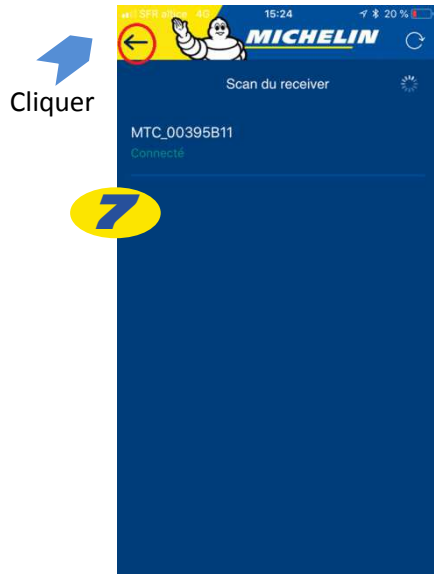 SFR altice 4G 15:24 20 %
MICHELIN
Cliquer
Scan du receiver
MTC_00395B11
Connecté
7